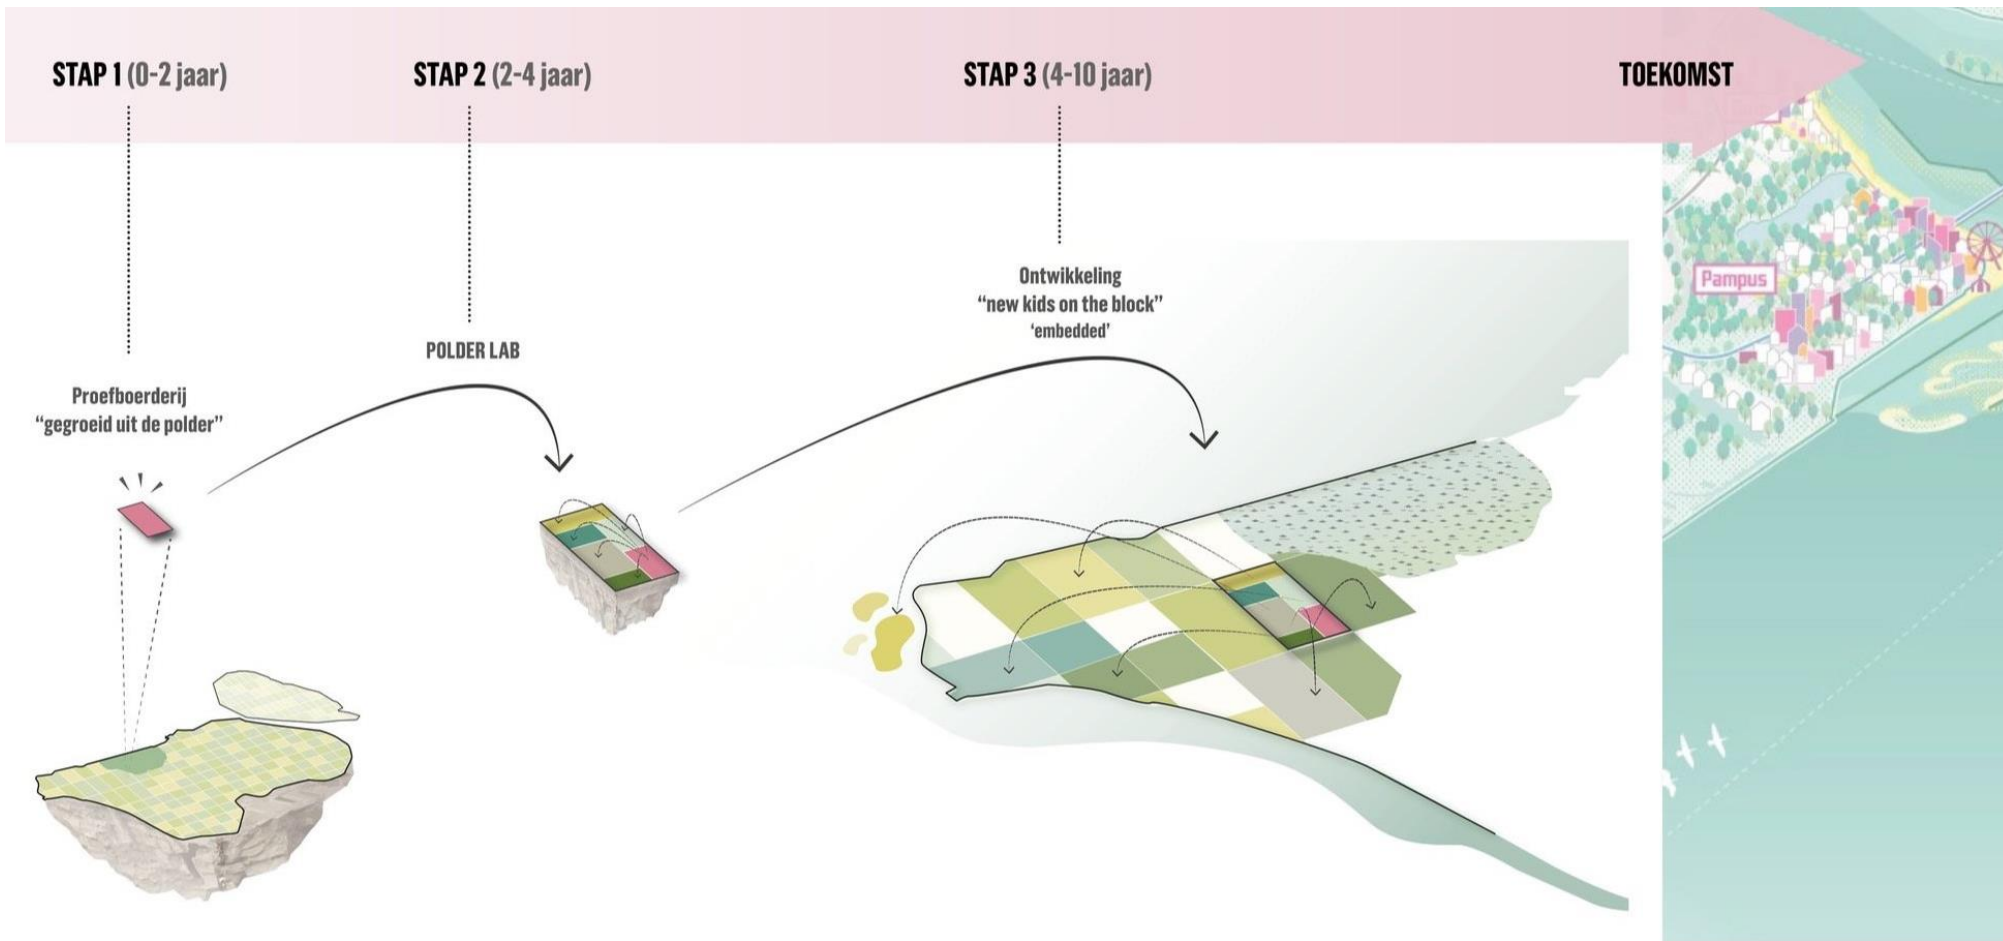 STAP 1 (0-2 jaar)
STAP 2 (2-4 jaar)
STAP 3 (4-10 jaar)
TOEKOMST
Proefboerderij
“gegroeid uit de polder”
POLDER LAB
Ontwikkeling
“new kids on the block”
‘embedded’
Pampus